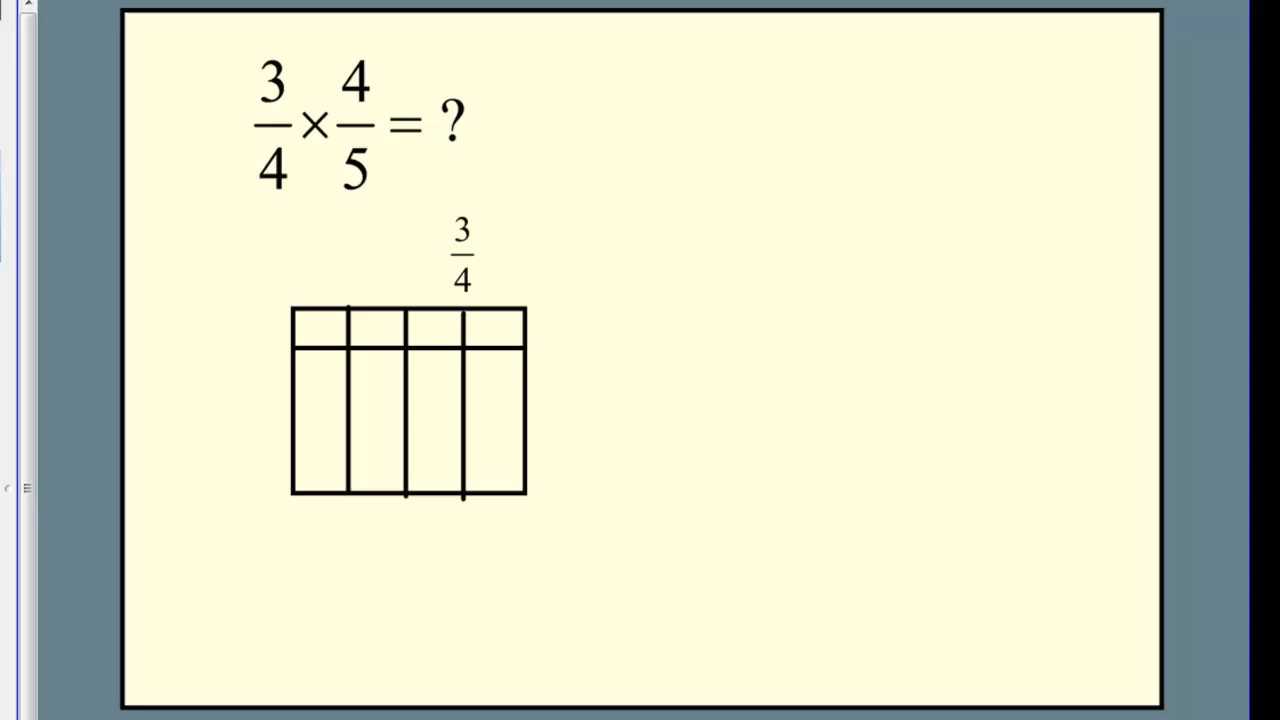 3/4 × 4/5 = ?
3/4